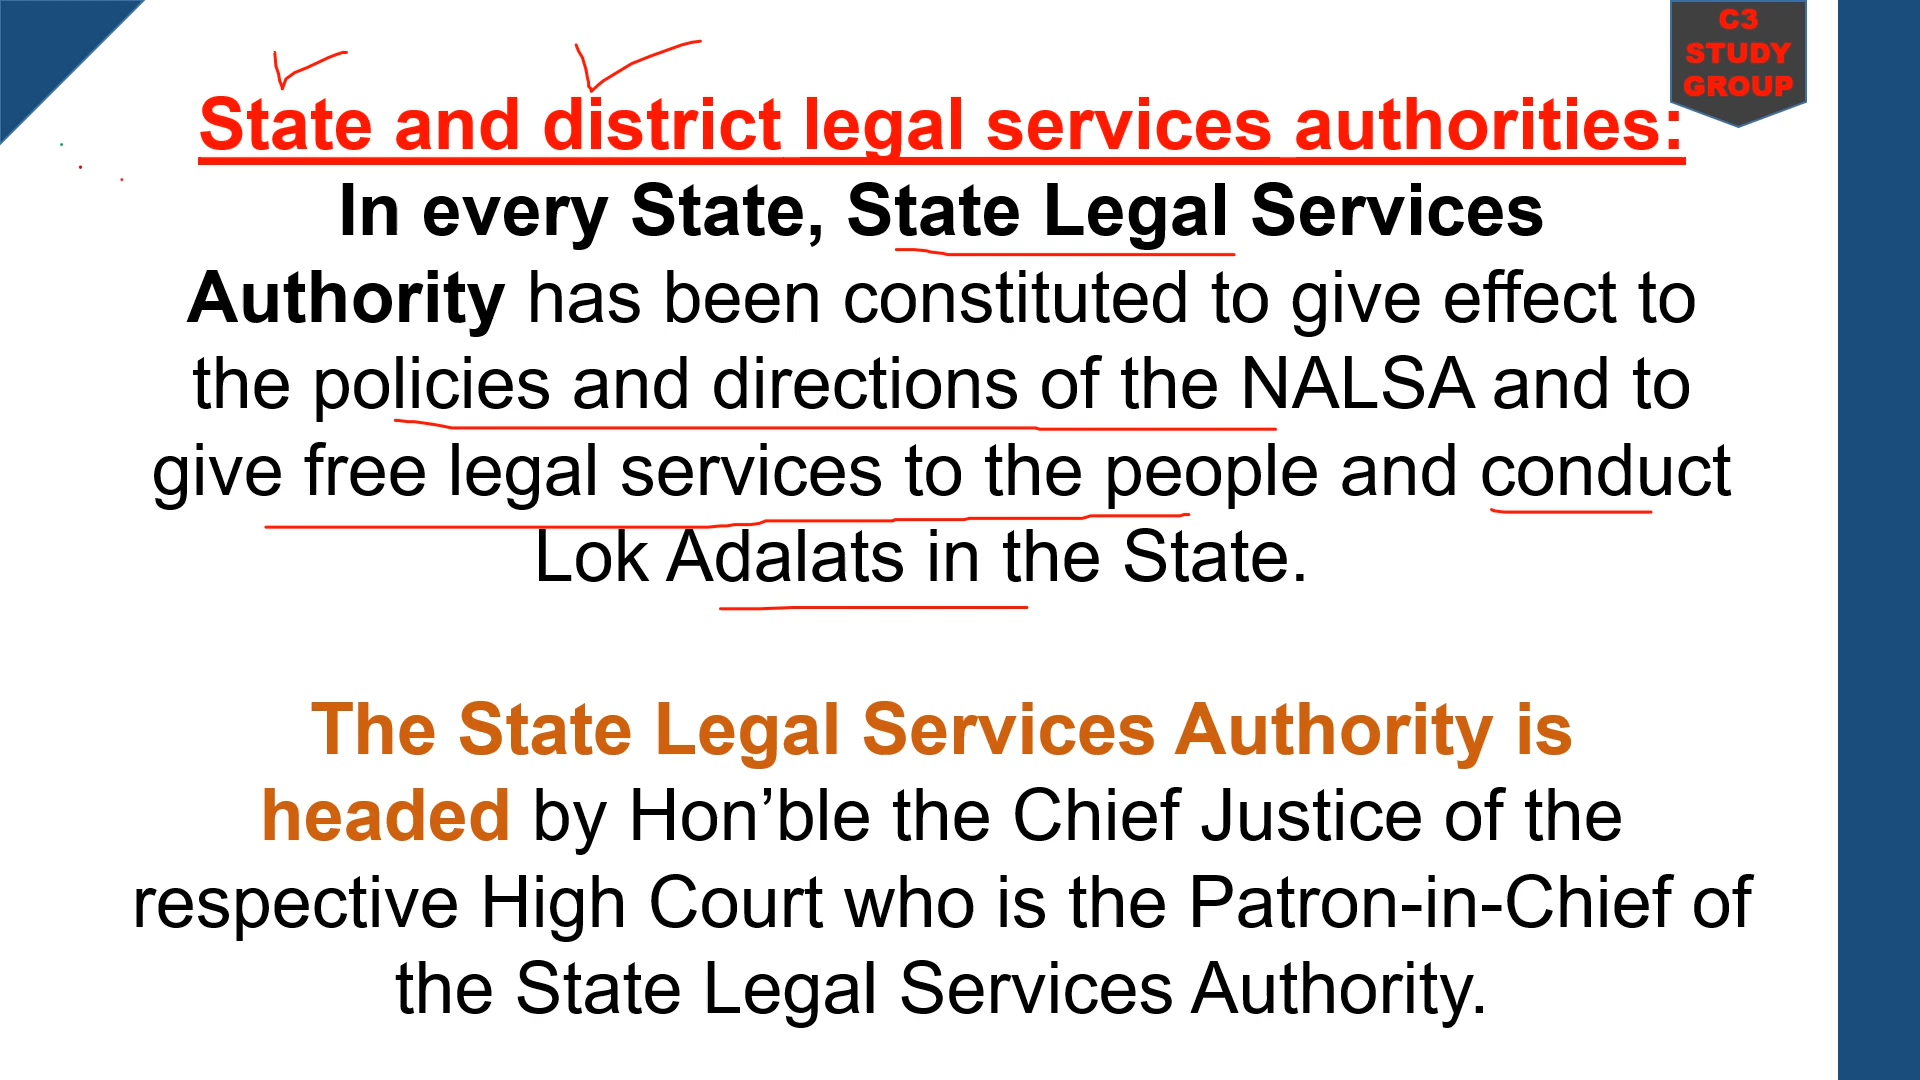 C3
STUDY
GROUP
State and district legal services authorities:
In every State, State Legal Services
Authority has been constituted to give effect to
the policies and directions of the NALSA and to
give free legal services to the people and conduct
Lok Adalats in the State.
The State Legal Services Authority is
headed by Hon’ble the Chief Justice of the
respective High Court who is the Patron-in-Chief of
the State Legal Services Authority.